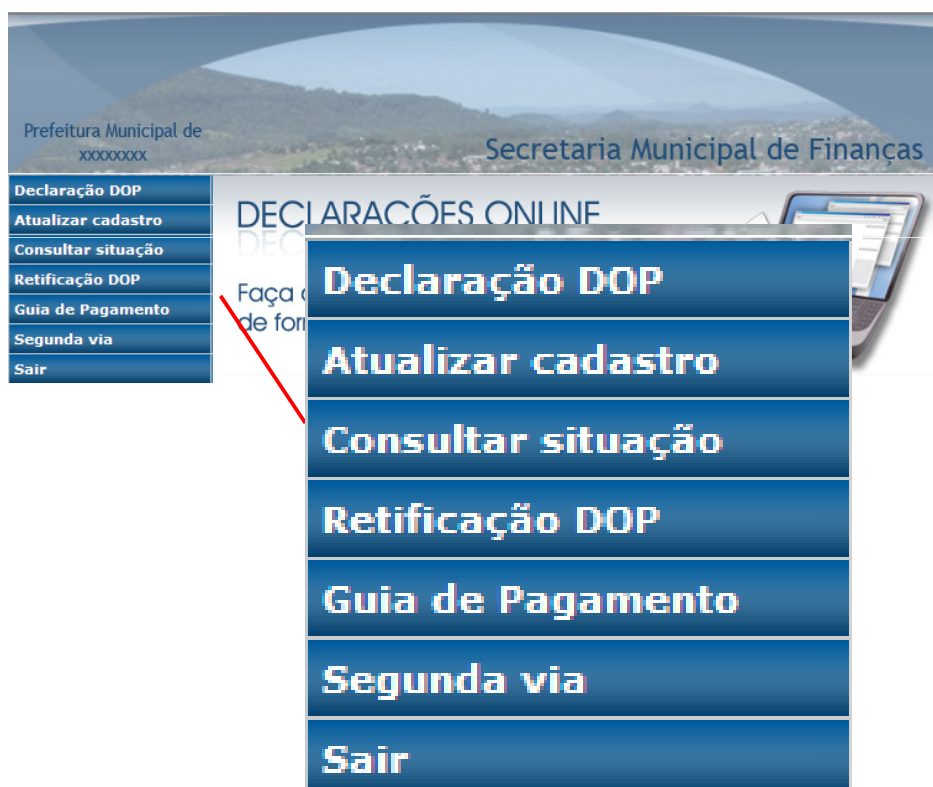 Prefeitura Municipal de
xxxxxxxx
Secretaria Municipal de Finanças
Declaração DOP
Atualizar cadastro
Consultar situação
Retificação DOP
Guia de Pagamento
Segunda via
Sair
DECLARAÇÕES ONLINE
Faça
de
Declaração DOP
Atualizar cadastro
Consultar situação
Retificação DOP
Guia de Pagamento
Segunda via
Sair